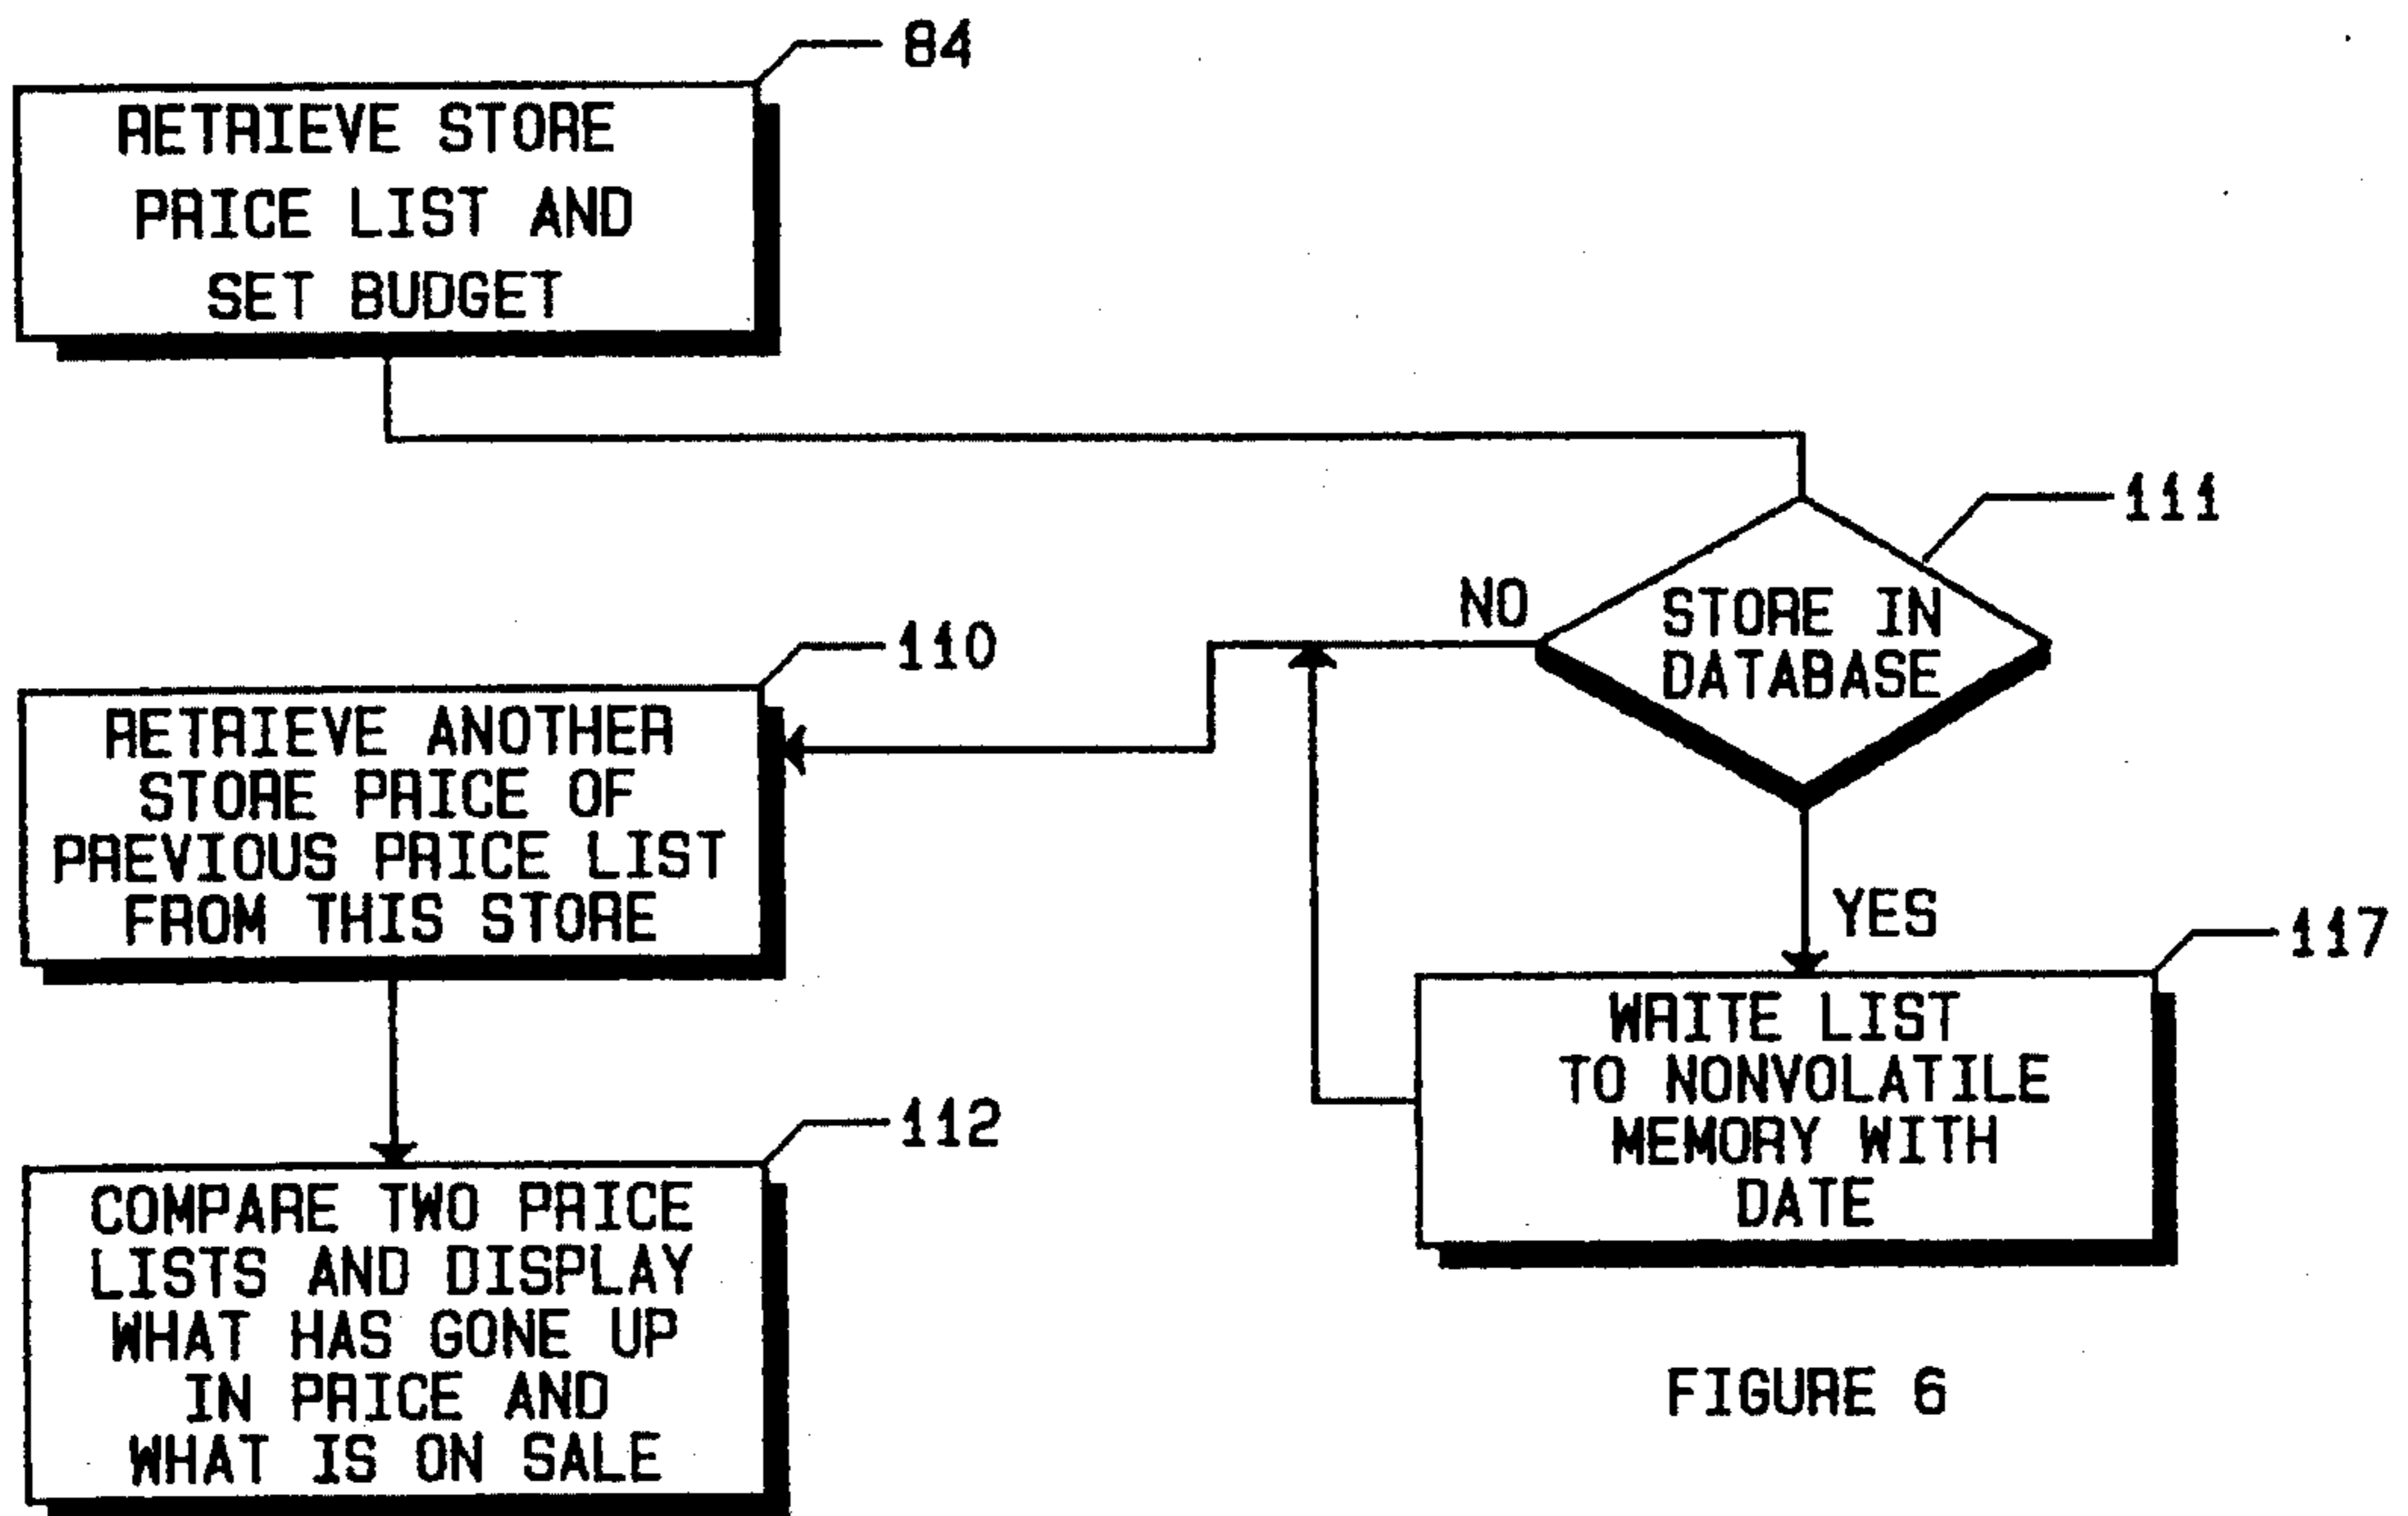 84
RETRIEVE STORE
PRICE LIST AND
SET BUDGET
111
STORE IN
DATABASE
NO
YES
110
RETRIEVE ANOTHER
STORE PRICE OF
PREVIOUS PRICE LIST
FROM THIS STORE
117
WRITE LIST
TO NONVOLATILE
MEMORY WITH
DATE
112
COMPARE TWO PRICE
LISTS AND DISPLAY
WHAT HAS GONE UP
IN PRICE AND
WHAT IS ON SALE
FIGURE 6